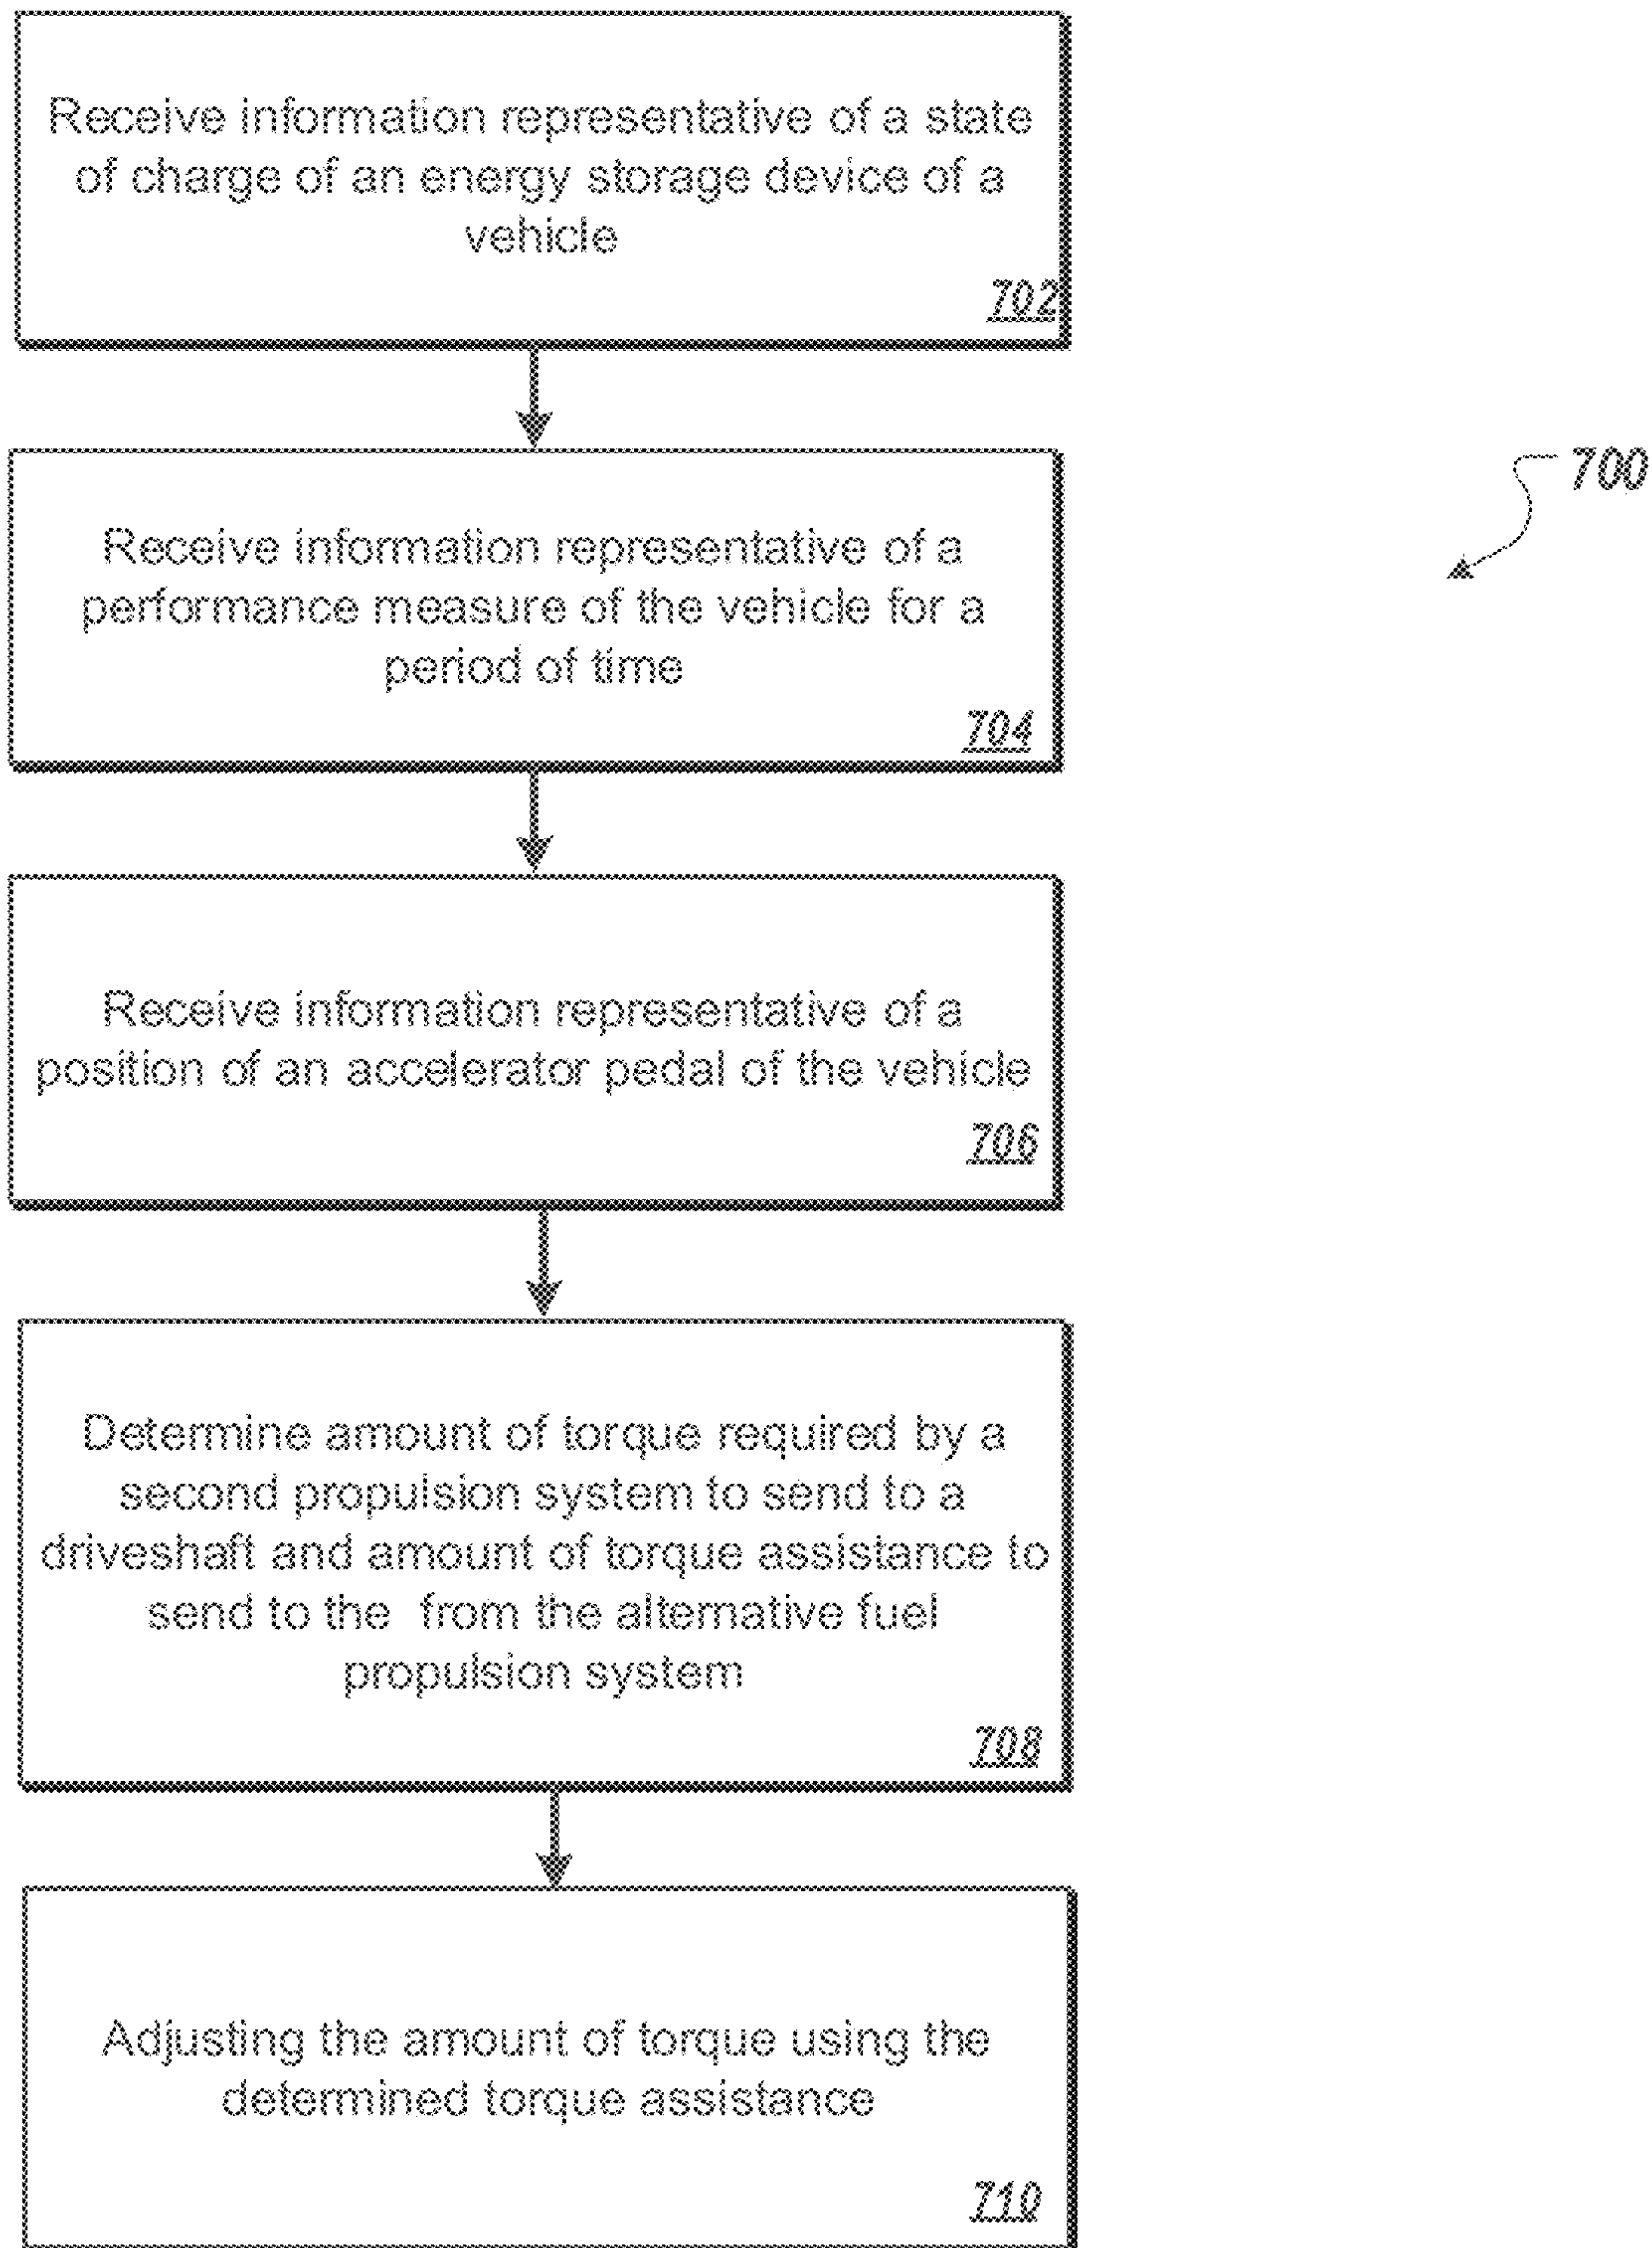 Receive information representative of a state
of charge of an energy storage device of a
vehicle
702
700
Receive information representative of a
performance measure of the vehicle for a
period of time
704
Receive information representative of a
position of an accelerator pedal of the vehicle
706
Determine amount of torque required by a
second propulsion system to send to a
driveshaft and amount of torque assistance to
send to the from the alternative fuel
propulsion system
708
Adjusting the amount of torque using the
determined torque assistance
710